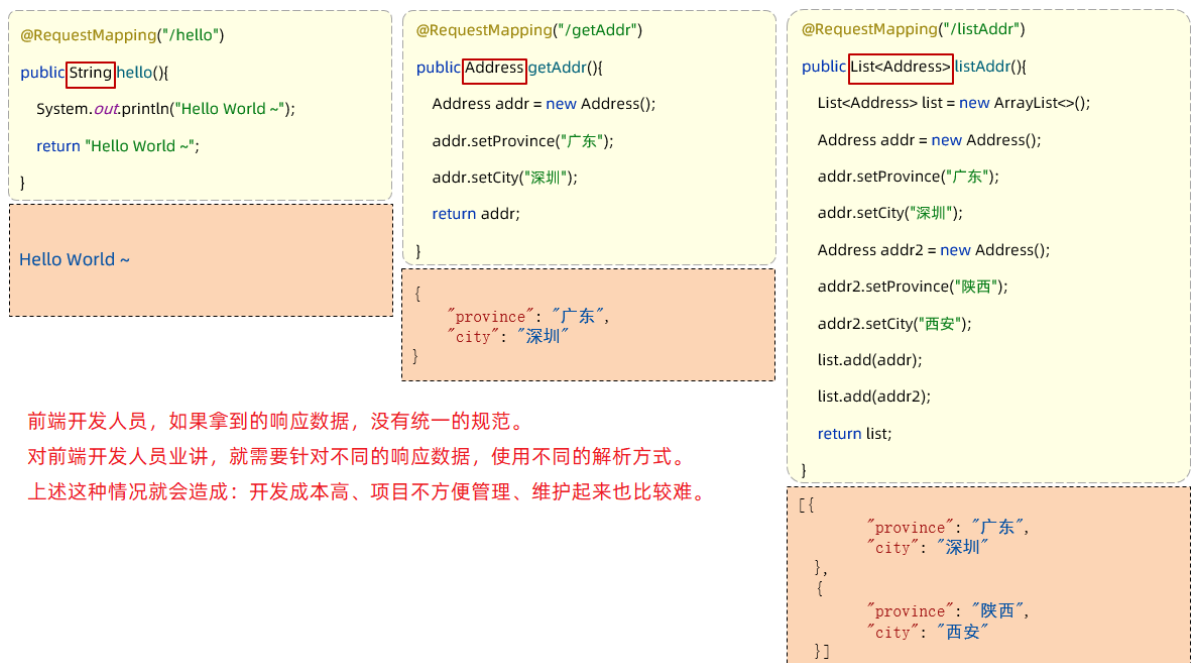 @RequestMapping("/hello")
public String hello(){
System.out.println("Hello World ~");
return "Hello World ~";
}
Hello World ~
@RequestMapping("/getAddr")
public Address getAddr(){
Address addr = new Address();
addr.setProvince("广东");
addr.setCity("深圳");
return addr;
}
{
"province": "广东",
"city": "深圳"
}
@RequestMapping("/listAddr")
public List<Address> listAddr(){
List<Address> list = new ArrayList<>();
Address addr = new Address();
addr.setProvince("广东");
addr.setCity("深圳");
Address addr2 = new Address();
addr2.setProvince("陕西");
addr2.setCity("西安");
list.add(addr);
list.add(addr2);
return list;
}
[{
"province": "广东",
"city": "深圳"
},
{
"province": "陕西",
"city": "西安"
}]
前端开发人员，如果拿到的响应数据，没有统一的规范。
对前端开发人员业讲，就需要针对不同的响应数据，使用不同的解析方式。
上述这种情况就会造成：开发成本高、项目不方便管理、维护起来也比较难。